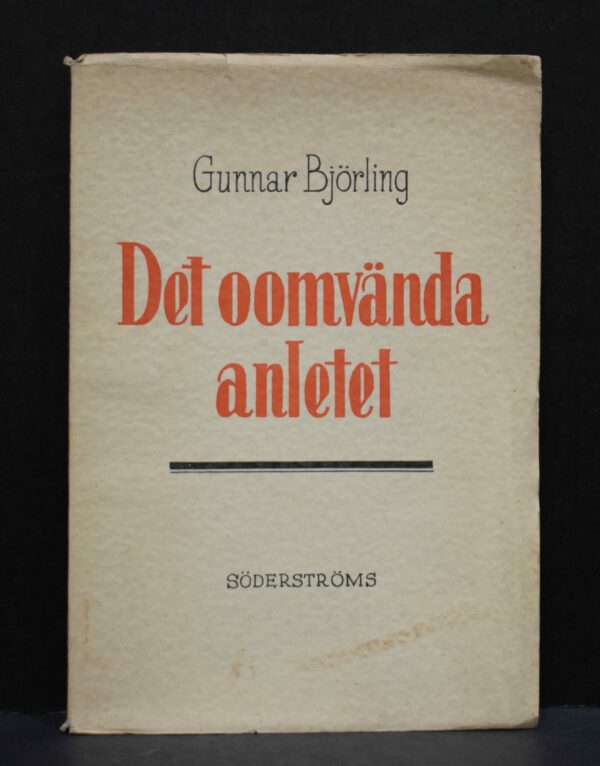 Gunnar Björling
Det oomvända
anletet
SÖDERSTRÖMS